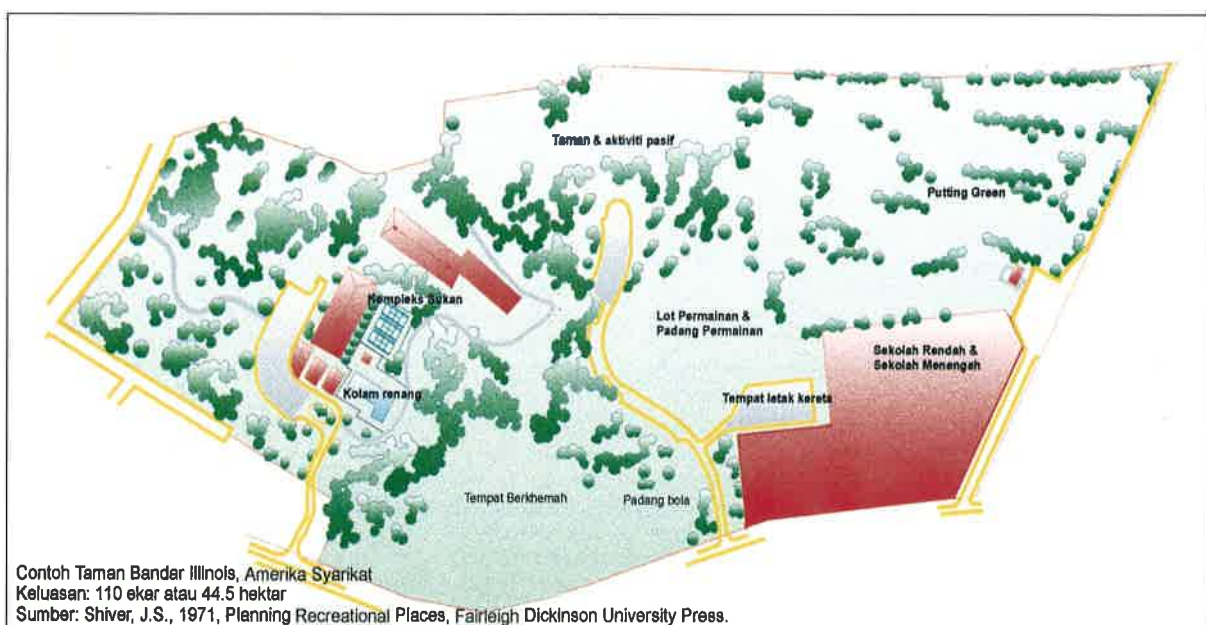 Taman & aktiviti pasif
Putting Green
Kompleks Sukan
Lot Permainan &
Padang Permainan
Sekolah Rendah &
Sekolah Menengah
Kolam renang
Tempat letak kereta
Tempat Berkhemah
Padang bola
Contoh Taman Bandar Illinois, Amerika Syarikat
Keluasan: 110 ekar atau 44.5 hektar
Sumber: Shiver, J.S., 1971, Planning Recreational Places, Fairleigh Dickinson University Press.